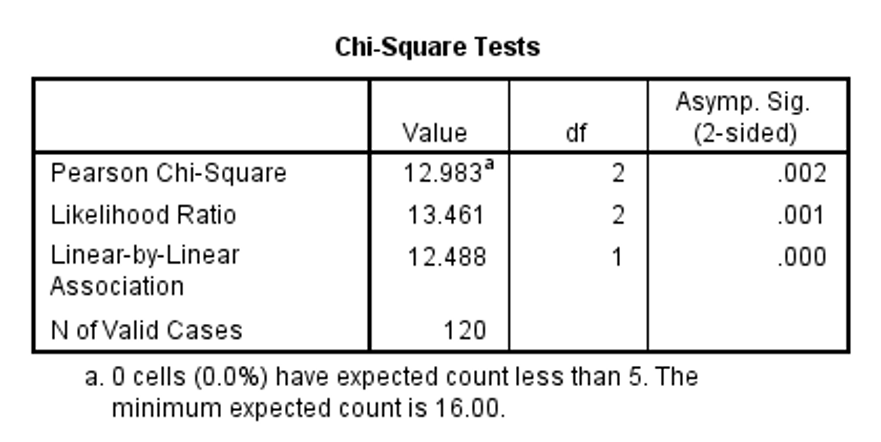 Chi-Square Tests
Value df Asymp. Sig. (2-sided)
Pearson Chi-Square 12.983a 2 .002
Likelihood Ratio 13.461 2 .001
Linear-by-Linear Association 12.488 1 .000
N of Valid Cases 120
a. 0 cells (0.0%) have expected count less than 5. The
minimum expected count is 16.00.